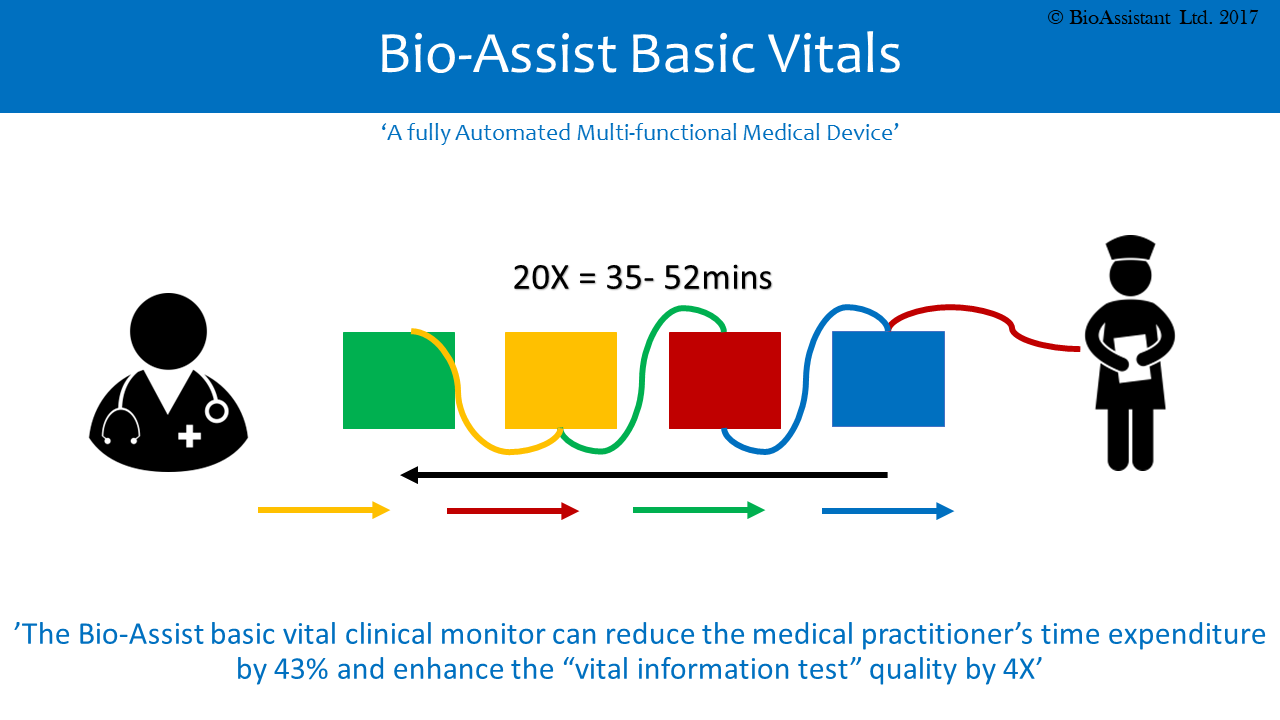 © BioAssistant Ltd. 2017
Bio-Assist Basic Vitals
‘A fully Automated Multi-functional Medical Device’
20X = 35- 52mins
’The Bio-Assist basic vital clinical monitor can reduce the medical practitioner’s time expenditure
by 43% and enhance the “vital information test” quality by 4X’